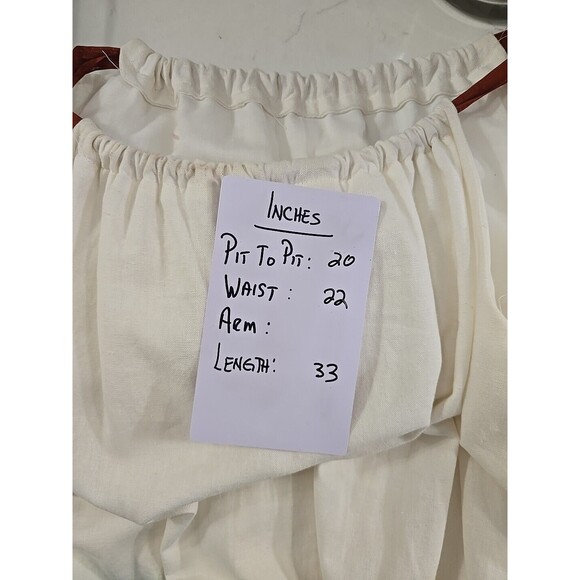 INCHES
PIT TO PIT: 20
WAIST: 22
ARM:
LENGTH: 33